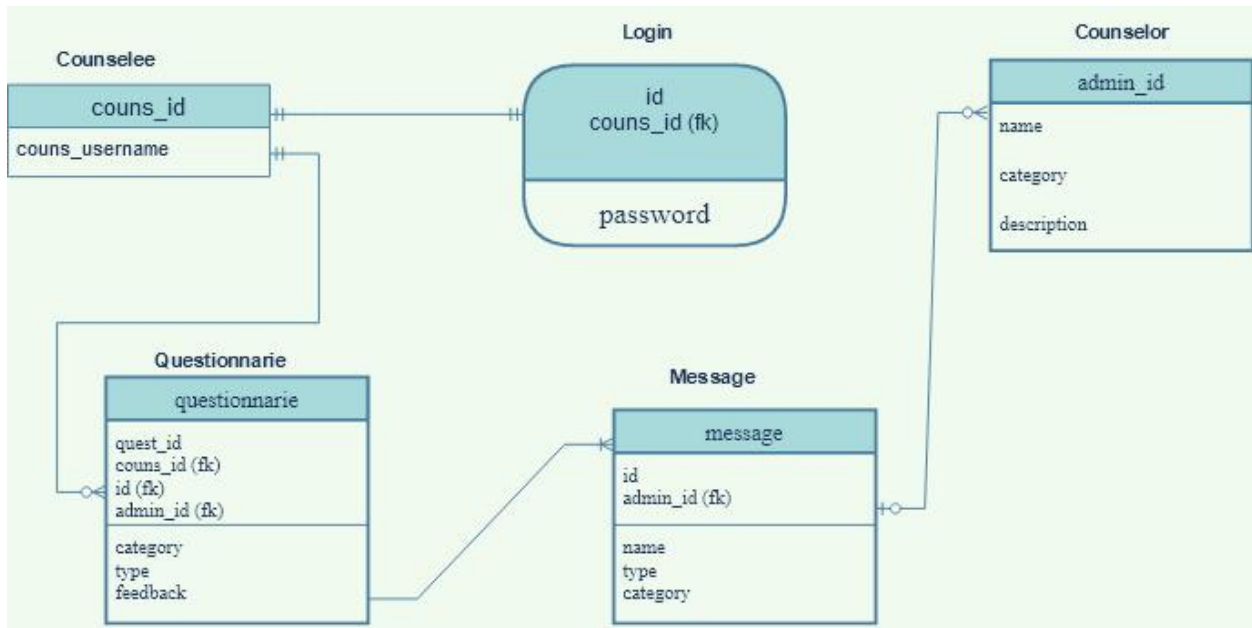 Login
Counselor
Counselee
couns_id
couns_username
id
couns_id (fk)
password
admin_id
name
category
description
Questionnarie
questionnarie
quest_id
couns_id (fk)
id (fk)
admin_id (fk)
category
type
feedback
Message
message
id
admin_id (fk)
name
type
category